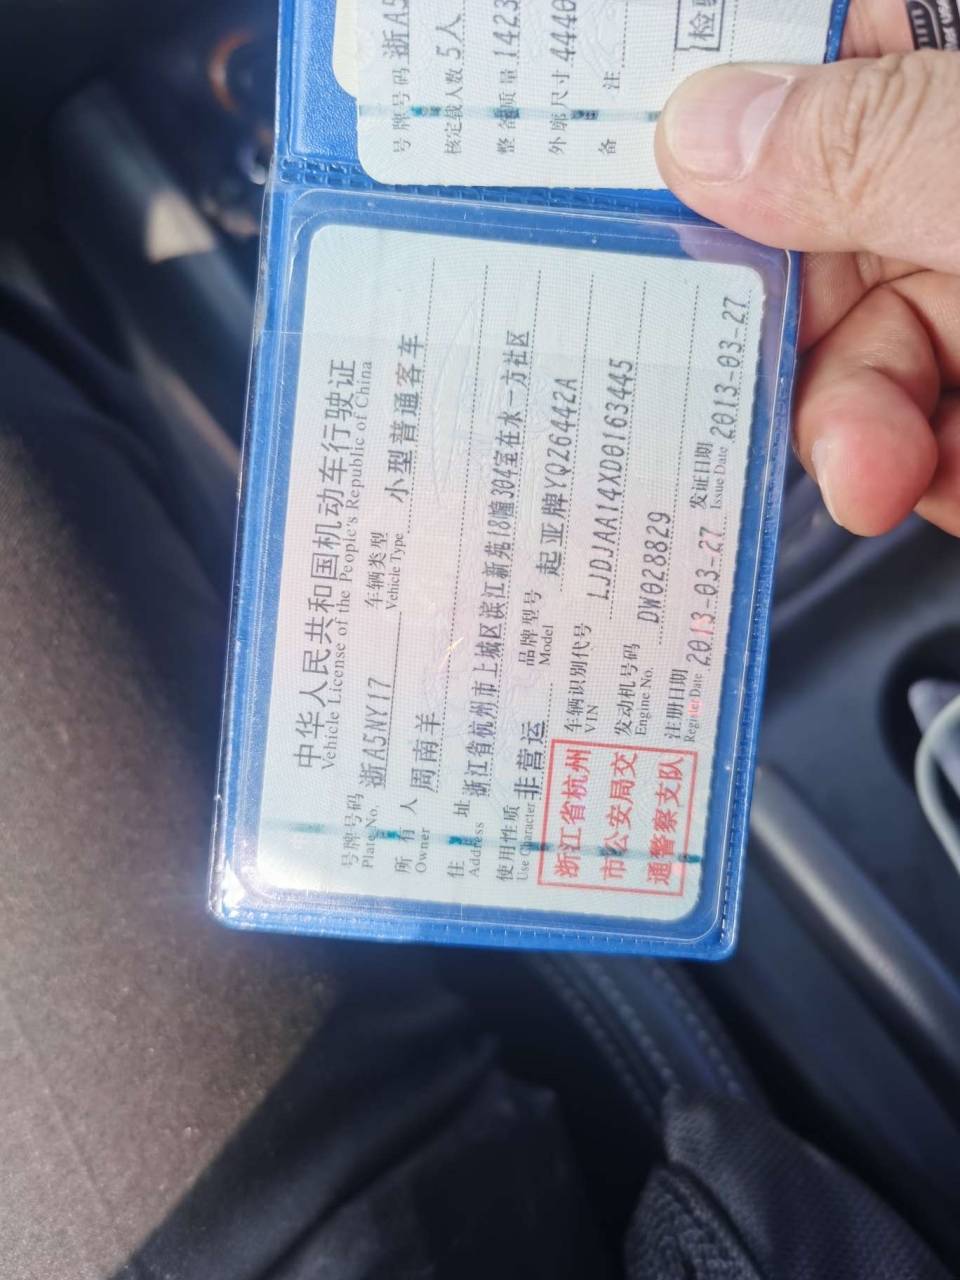 中华人民共和国机动车行驶证
Vehicle License of the People's Republic of China
号牌号码 浙A5NY17 车辆类型 小型普通客车
Plate No. Vehicle Type
所有人 周南羊
Owner
住址 浙江省杭州市上城区滨江新苑18幢304室在水一方社区
Address
使用性质 非营运 品牌型号 起亚牌YQZ6442A
Use Character Model
浙江省杭州
市公安局交
通警察支队
车辆识别代号 LJDJAA14XD0163445
VIN
发动机号码 DW028829
Engine No.
注册日期 2013-03-27 发证日期 2013-03-27
Register Date Issue Date
号牌号码 浙A5
核定载人数 5人
整备质量 1423
外廓尺寸 4440
备注
检验